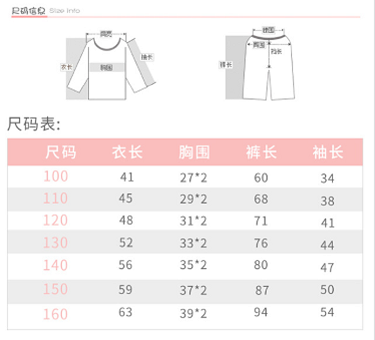 尺码信息 Size Info
肩宽
衣长
胸围
袖长
腰围
胸围
裆长
裤长
尺码表:
尺码 衣长 胸围 裤长 袖长
100 41 27*2 60 34
110 45 29*2 68 38
120 48 31*2 71 41
130 52 33*2 76 44
140 56 35*2 80 47
150 59 37*2 87 50
160 63 39*2 94 54